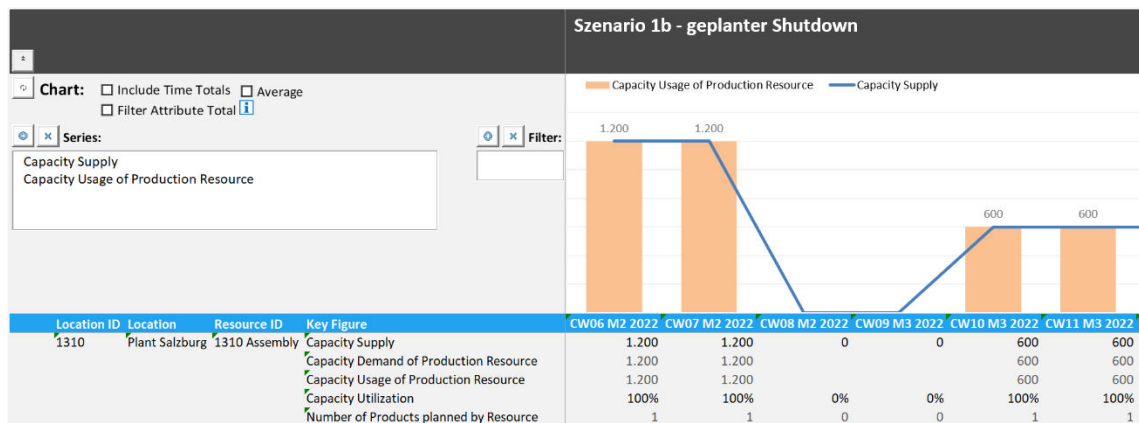 Szenario 1b - geplanter Shutdown
Chart: Include Time Totals Average
Filter Attribute Total i
Series: Filter:
Capacity Supply
Capacity Usage of Production Resource
Capacity Usage of Production Resource Capacity Supply
1.200 1.200
600 600
Location ID Location Resource ID Key Figure CW06 M2 2022 CW07 M2 2022 CW08 M2 2022 CW09 M3 2022 CW10 M3 2022 CW11 M3 2022
1310 Plant Salzburg 1310 Assembly Capacity Supply 1.200 1.200 0 0 600 600
Capacity Demand of Production Resource 1.200 1.200 600 600
Capacity Usage of Production Resource 1.200 1.200 600 600
Capacity Utilization 100% 100% 0% 0% 100% 100%
Number of Products planned by Resource 1 1 0 0 1 1